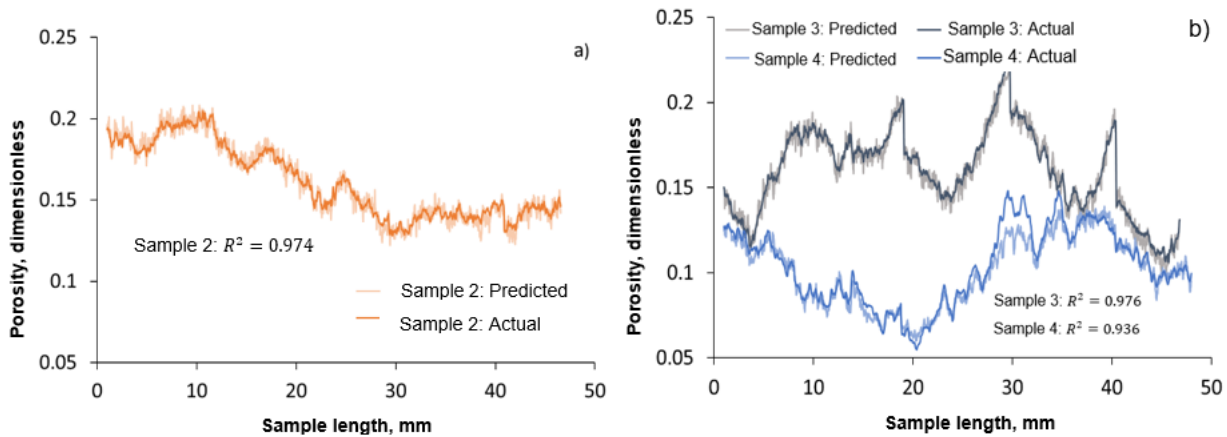 a)
0.25
0.2
0.15
0.1
0.05
Porosity, dimensionless
Sample 2: R² = 0.974
Sample 2: Predicted
Sample 2: Actual
0 10 20 30 40 50
Sample length, mm
b)
Sample 3: Predicted Sample 3: Actual
Sample 4: Predicted Sample 4: Actual
0.25
0.2
0.15
0.1
0.05
Porosity, dimensionless
Sample 3: R² = 0.976
Sample 4: R² = 0.936
0 10 20 30 40 50
Sample length, mm